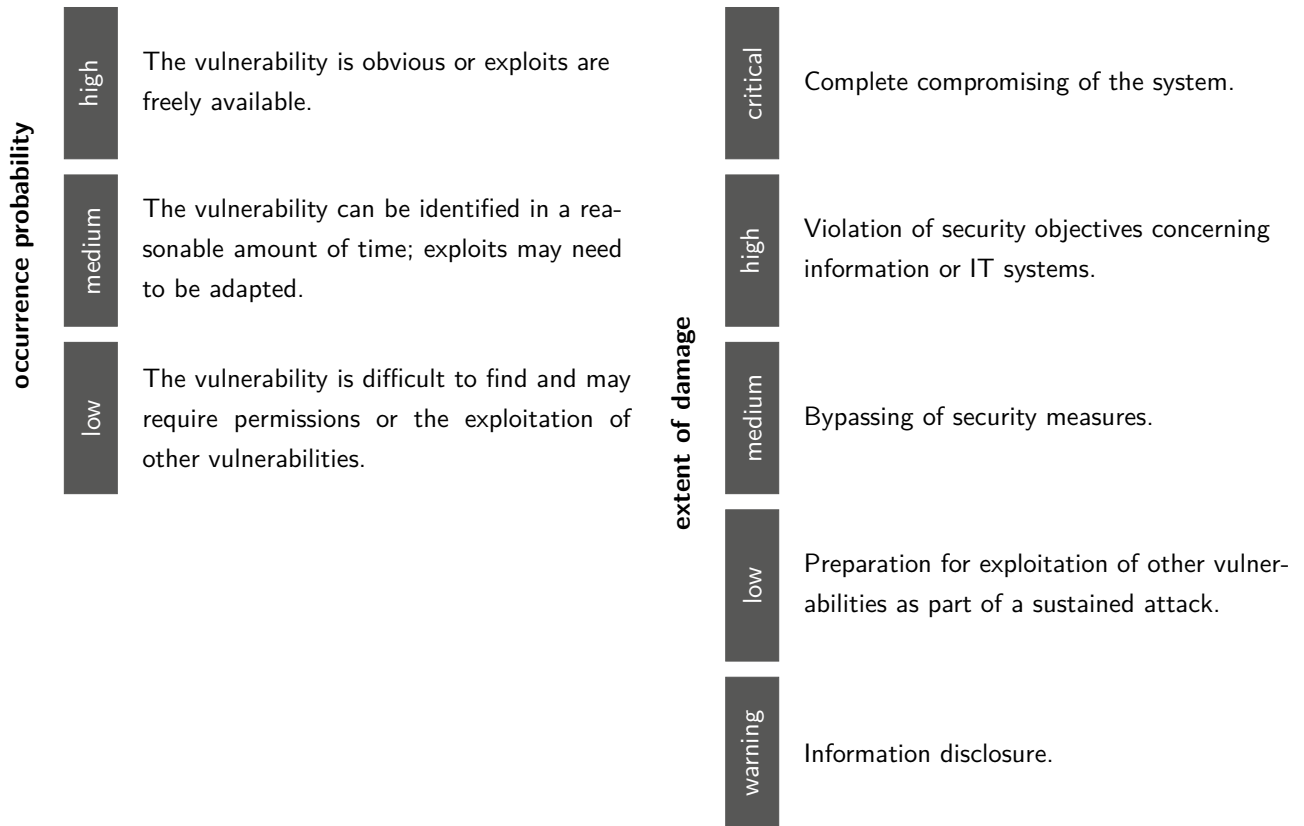 occurrence probability
high
The vulnerability is obvious or exploits are
freely available.
medium
The vulnerability can be identified in a rea-
sonable amount of time; exploits may need
to be adapted.
low
The vulnerability is difficult to find and may
require permissions or the exploitation of
other vulnerabilities.
extent of damage
critical
Complete compromising of the system.
high
Violation of security objectives concerning
information or IT systems.
medium
Bypassing of security measures.
low
Preparation for exploitation of other vulner-
abilities as part of a sustained attack.
warning
Information disclosure.